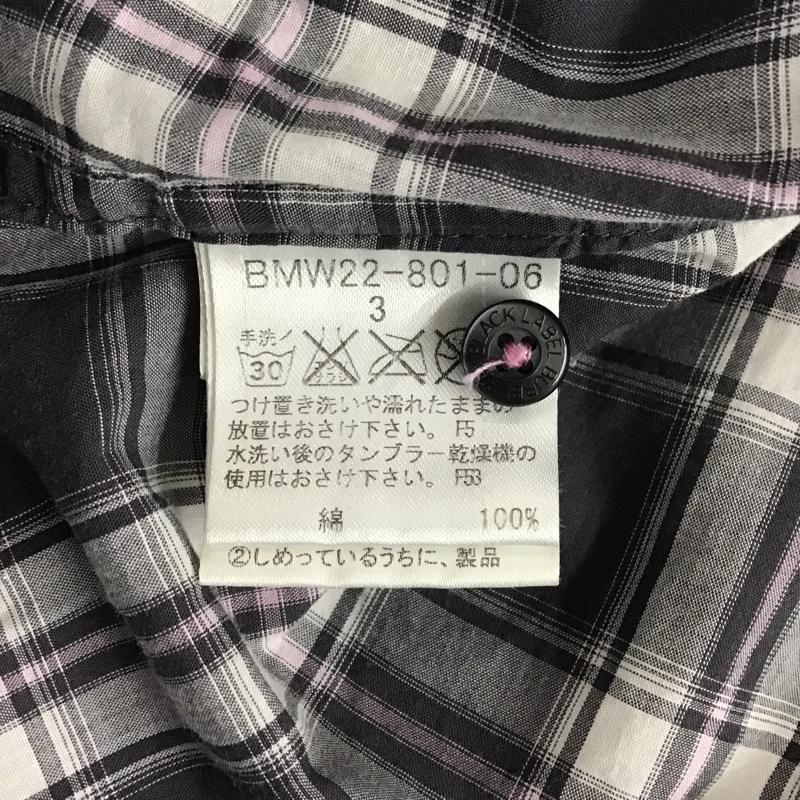 BMW22-801-06
3
手洗イ
30
つけ置き洗いや濡れたままの
放置はおさけ下さい。 F5
水洗い後のタンブラー乾燥機の
使用はおさけ下さい。 F53
綿 100%
②しめっているうちに、製品
BLACK LABEL